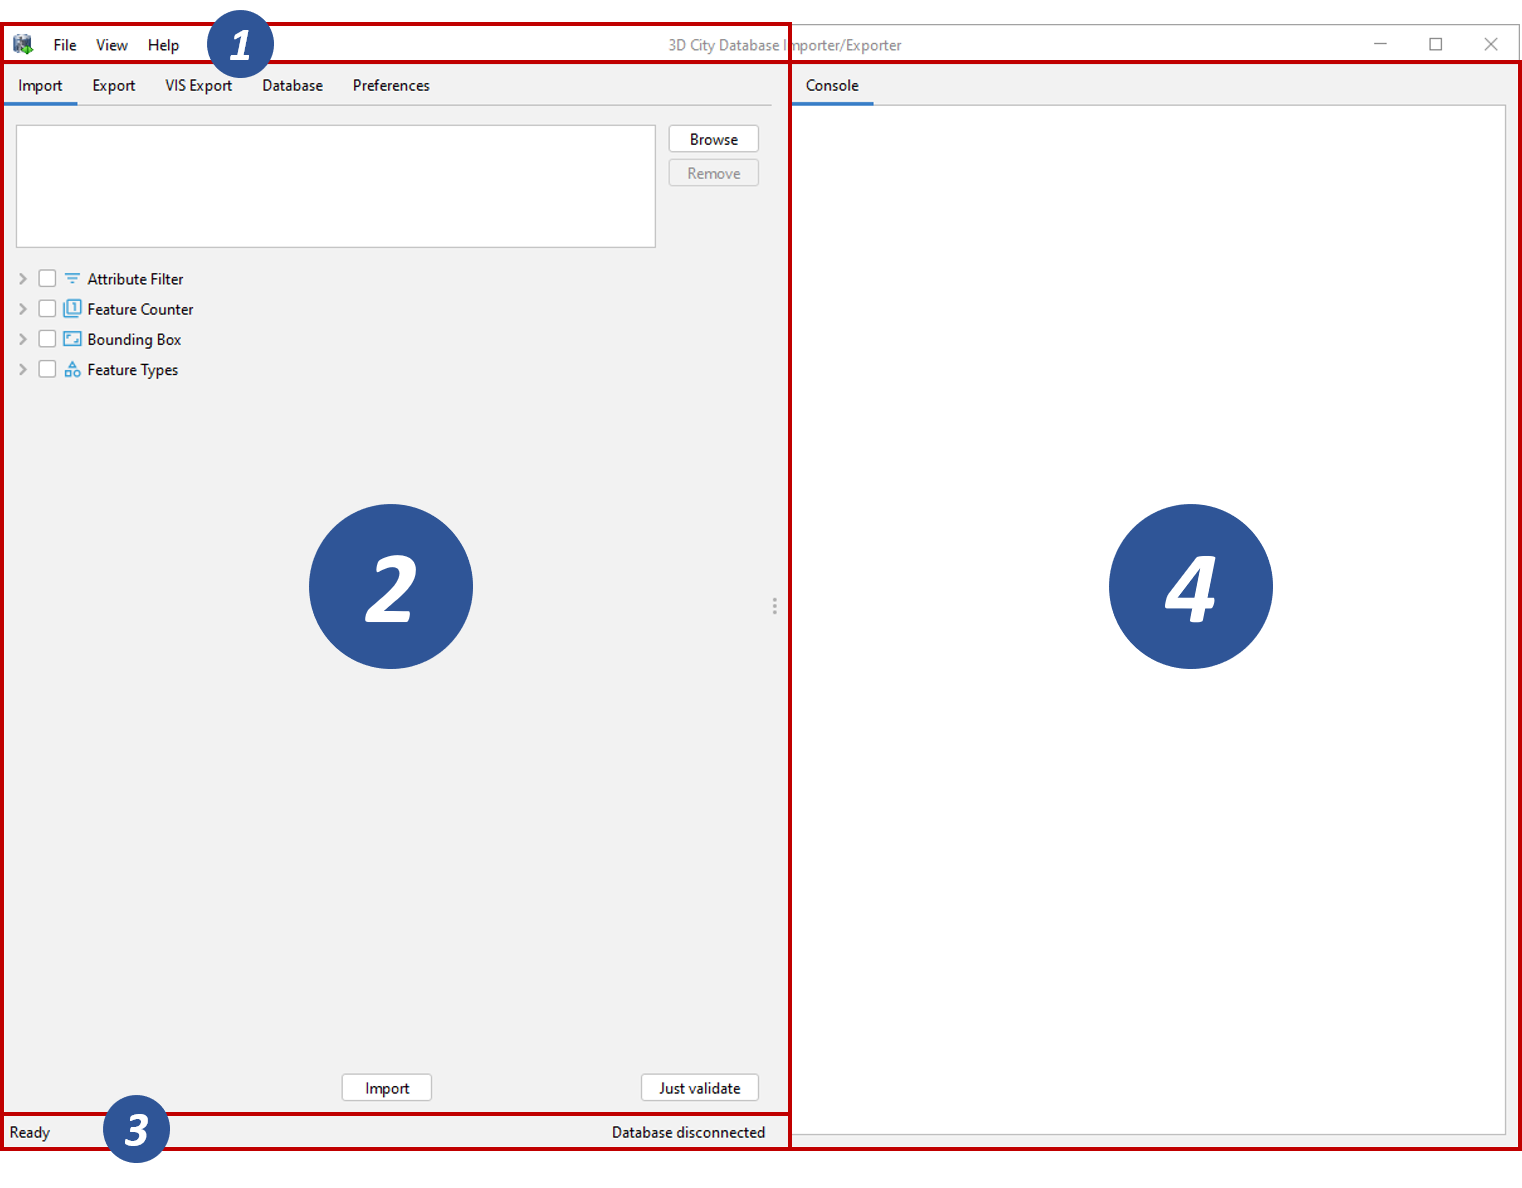 File View Help 1 3D City Database Importer/Exporter
Import Export VIS Export Database Preferences Console
Browse
Remove
Attribute Filter
1 Feature Counter
Bounding Box
Feature Types
2 4
Import Just validate
Ready 3 Database disconnected